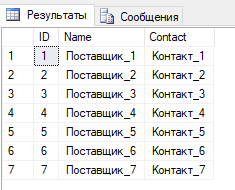 Результаты Сообщения
ID Name Contact
1 1 Поставщик_1 Контакт_1
2 2 Поставщик_2 Контакт_2
3 3 Поставщик_3 Контакт_3
4 4 Поставщик_4 Контакт_4
5 5 Поставщик_5 Контакт_5
6 6 Поставщик_6 Контакт_6
7 7 Поставщик_7 Контакт_7